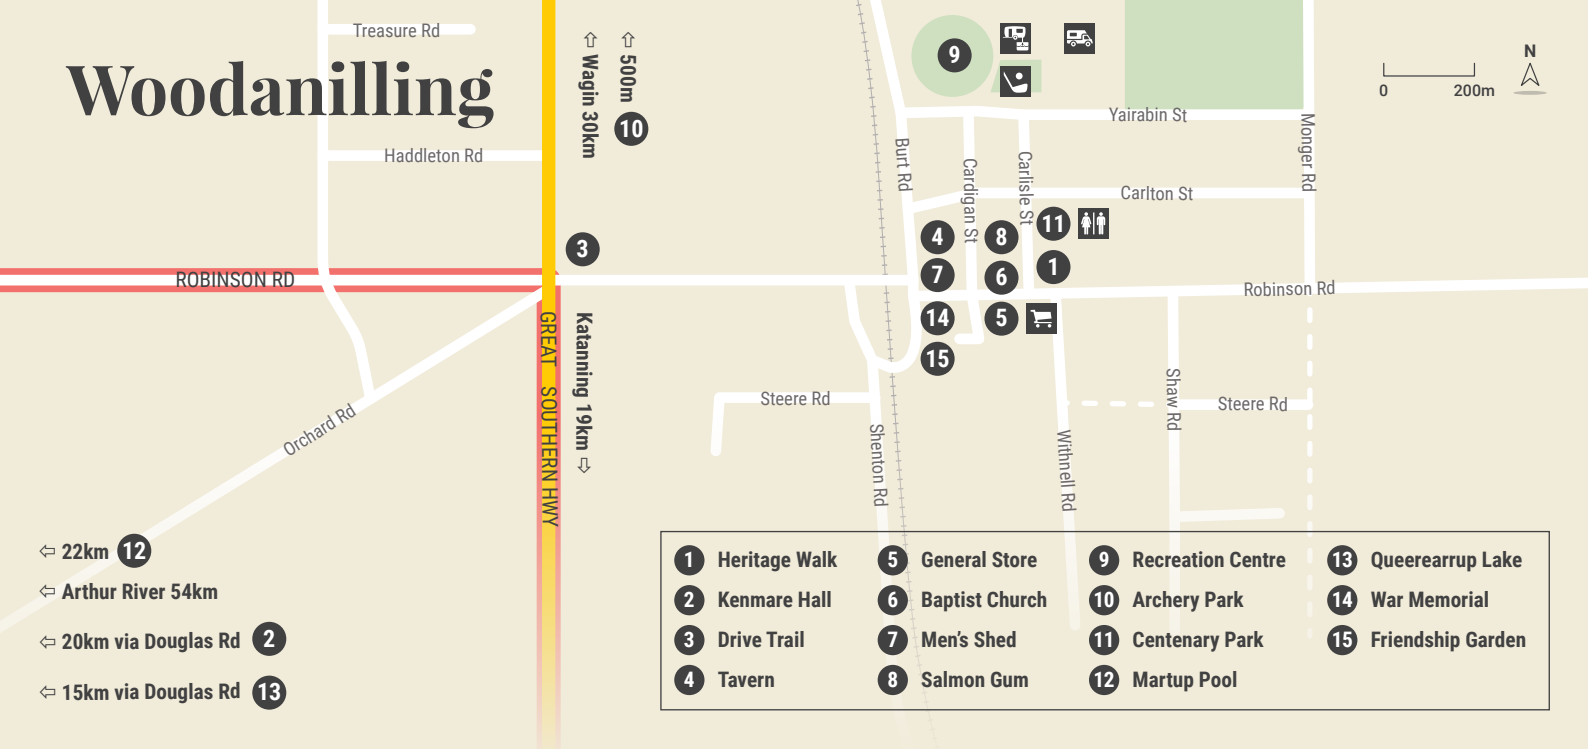 Woodanilling
Treasure Rd
Haddleton Rd
⇦ Wagin 30km
⇦ 500m
10
9
N
0 200m
Yairabin St
Burt Rd
Cardigan St
Carlisle St
Carlton St
Monger Rd
3
4
7
14
15
8
6
5
11
1
ROBINSON RD
Robinson Rd
GREAT SOUTHERN HWY
Katanning 19km ⇨
Orchard Rd
Steere Rd
Shenton Rd
Withnell Rd
Shaw Rd
Steere Rd
⇦ 22km 12
⇦ Arthur River 54km
⇦ 20km via Douglas Rd 2
⇦ 15km via Douglas Rd 13
1 Heritage Walk
2 Kenmare Hall
3 Drive Trail
4 Tavern
5 General Store
6 Baptist Church
7 Men's Shed
8 Salmon Gum
9 Recreation Centre
10 Archery Park
11 Centenary Park
12 Martup Pool
13 Queerearrup Lake
14 War Memorial
15 Friendship Garden